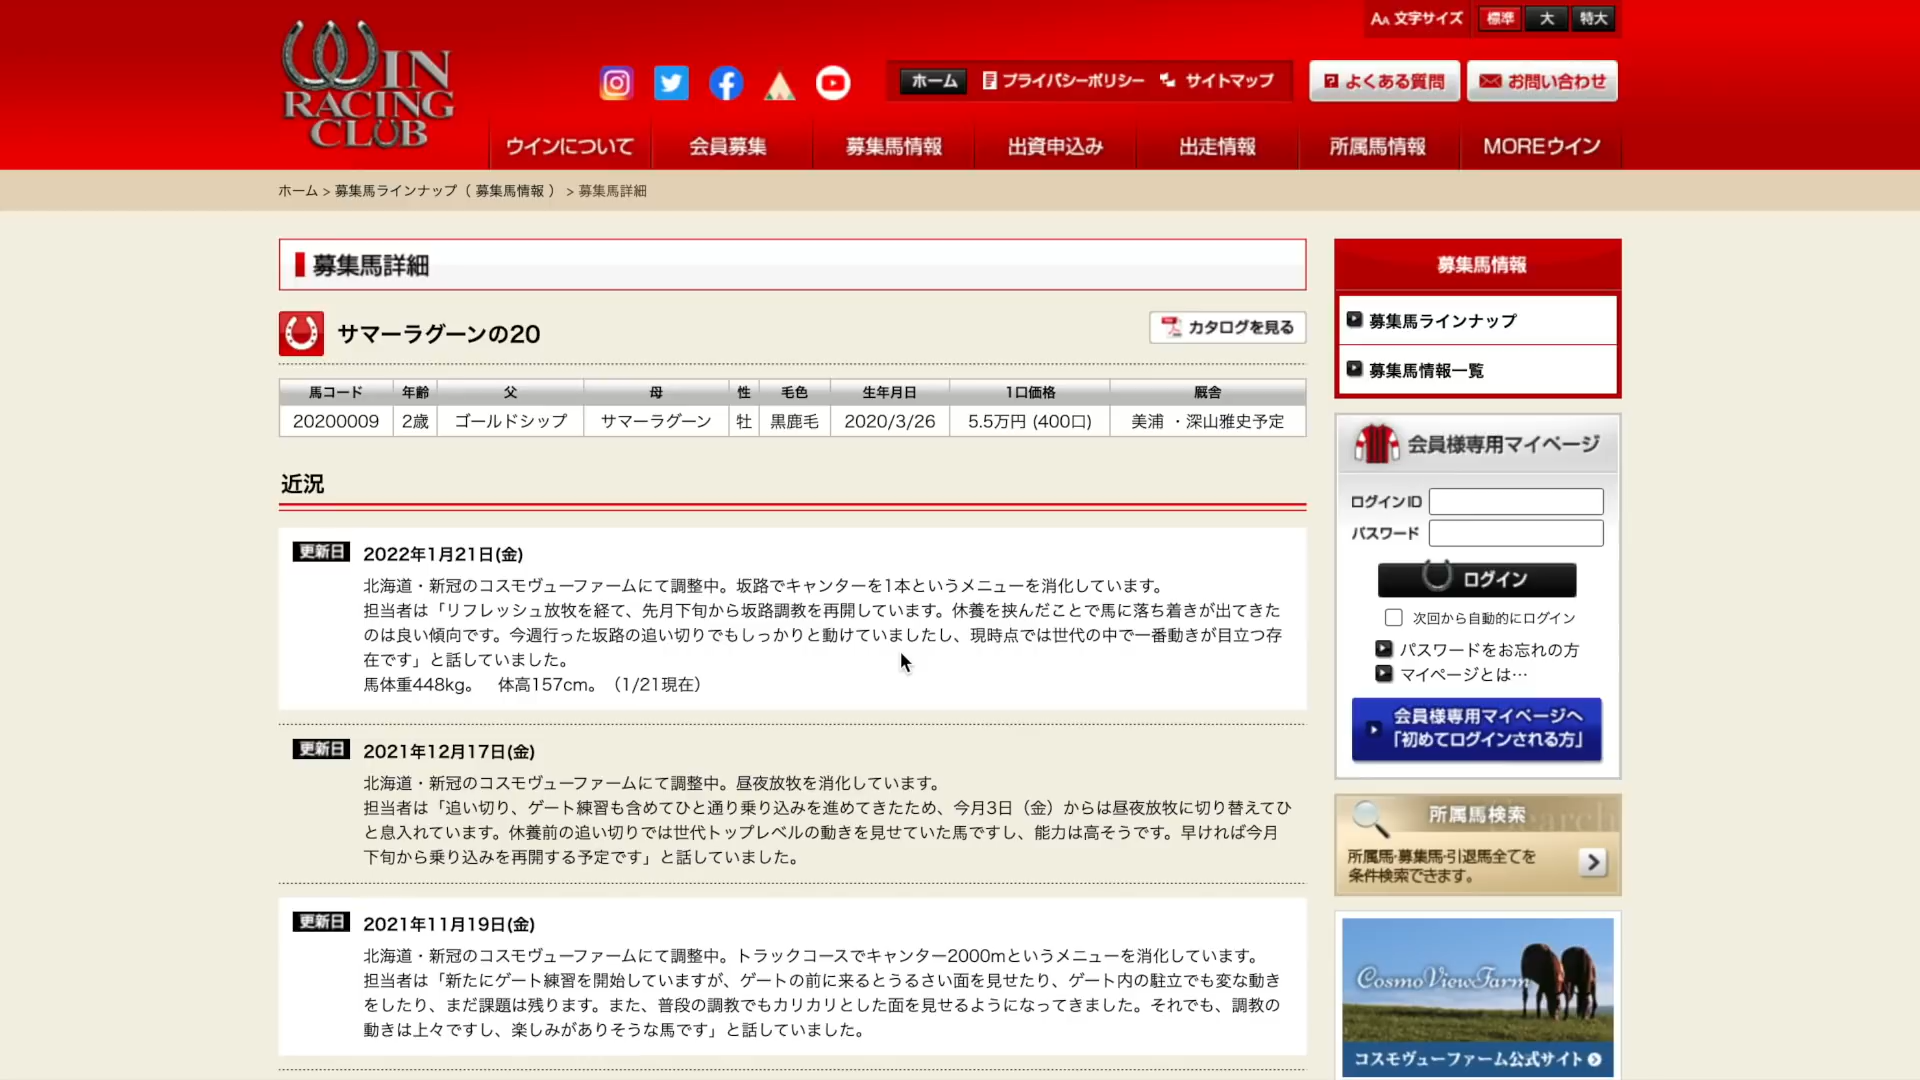 AA 文字サイズ 標準 大 特大
WIN RACING CLUB
ホーム プライバシーポリシー サイトマップ よくある質問 お問い合わせ
ウインについて 会員募集 募集馬情報 出資申込み 出走情報 所属馬情報 MOREウイン
ホーム > 募集馬ラインナップ（ 募集馬情報 ） > 募集馬詳細
募集馬詳細
サマーラグーンの20
カタログを見る
馬コード 年齢 父 母 性 毛色 生年月日 1口価格 厩舎
20200009 2歳 ゴールドシップ サマーラグーン 牡 黒鹿毛 2020/3/26 5.5万円 (400口) 美浦 ・深山雅史予定
近況
更新日 2022年1月21日(金)
北海道・新冠のコスモヴューファームにて調整中。坂路でキャンターを1本というメニューを消化しています。
担当者は「リフレッシュ放牧を経て、先月下旬から坂路調教を再開しています。休養を挟んだことで馬に落ち着きが出てきた
のは良い傾向です。今週行った坂路の追い切りでもしっかりと動けていましたし、現時点では世代の中で一番動きが目立つ存
在です」と話していました。
馬体重448kg。　体高157cm。（1/21現在）
更新日 2021年12月17日(金)
北海道・新冠のコスモヴューファームにて調整中。昼夜放牧を消化しています。
担当者は「追い切り、ゲート練習も含めてひと通り乗り込みを進めてきたため、今月3日（金）からは昼夜放牧に切り替えてひ
と息入れています。休養前の追い切りでは世代トップレベルの動きを見せていた馬ですし、能力は高そうです。早ければ今月
下旬から乗り込みを再開する予定です」と話していました。
更新日 2021年11月19日(金)
北海道・新冠のコスモヴューファームにて調整中。トラックコースでキャンター2000mというメニューを消化しています。
担当者は「新たにゲート練習を開始していますが、ゲートの前に来るとうるさい面を見せたり、ゲート内の駐立でも変な動き
をしたり、まだ課題は残ります。また、普段の調教でもカリカリとした面を見せるようになってきました。それでも、調教の
動きは上々ですし、楽しみがありそうな馬です」と話していました。
募集馬情報
募集馬ラインナップ
募集馬情報一覧
会員様専用マイページ
ログインID
パスワード
ログイン
次回から自動的にログイン
パスワードをお忘れの方
マイページとは…
会員様専用マイページへ
「初めてログインされる方」
所属馬検索
Search
所属馬・募集馬・引退馬全てを
条件検索できます。
CosmoViewFarm
コスモヴューファーム公式サイト